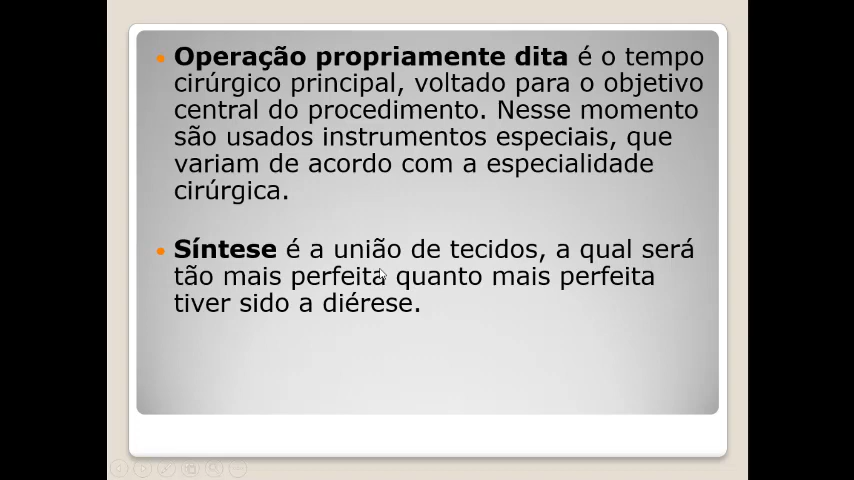 • Operação propriamente dita é o tempo
cirúrgico principal, voltado para o objetivo
central do procedimento. Nesse momento
são usados instrumentos especiais, que
variam de acordo com a especialidade
cirúrgica.
• Síntese é a união de tecidos, a qual será
tão mais perfeita quanto mais perfeita
tiver sido a diérese.